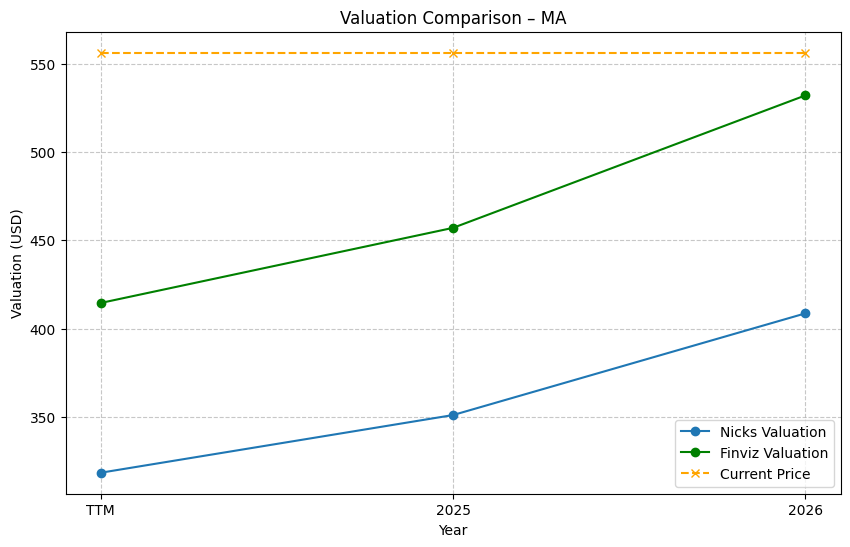 Valuation Comparison – MA
Valuation (USD)
550
500
450
400
350
TTM
2025
2026
Year
Nicks Valuation
Finviz Valuation
Current Price